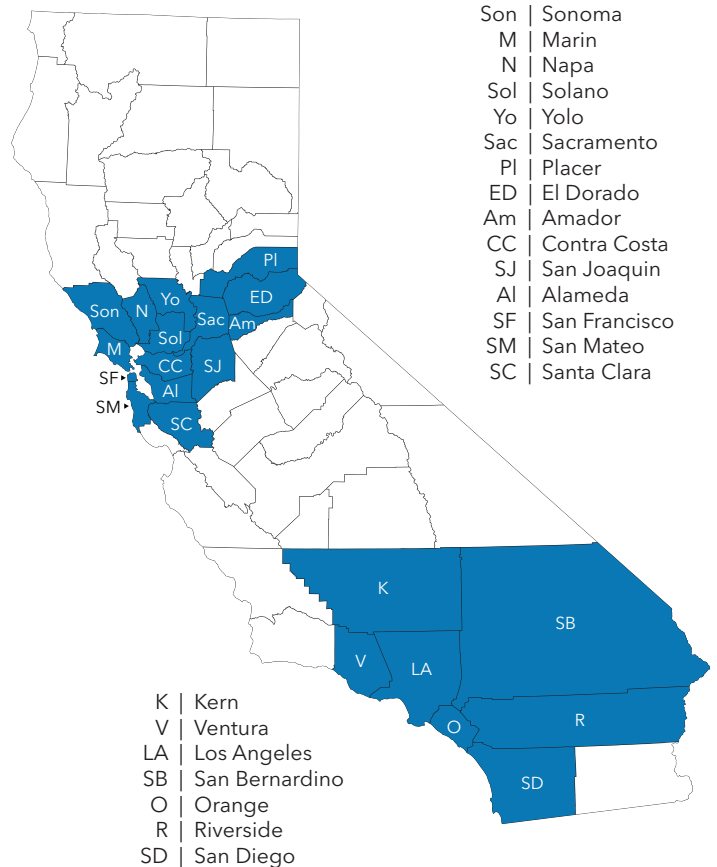 Son | Sonoma
M | Marin
N | Napa
Sol | Solano
Yo | Yolo
Sac | Sacramento
Pl | Placer
ED | El Dorado
Am | Amador
CC | Contra Costa
SJ | San Joaquin
Al | Alameda
SF | San Francisco
SM | San Mateo
SC | Santa Clara
Pl
ED
Yo
Son
N
Sac
Am
Sol
M
CC
SJ
SF
Al
SM
SC
K
SB
V
LA
O
R
SD
K | Kern
V | Ventura
LA | Los Angeles
SB | San Bernardino
O | Orange
R | Riverside
SD | San Diego